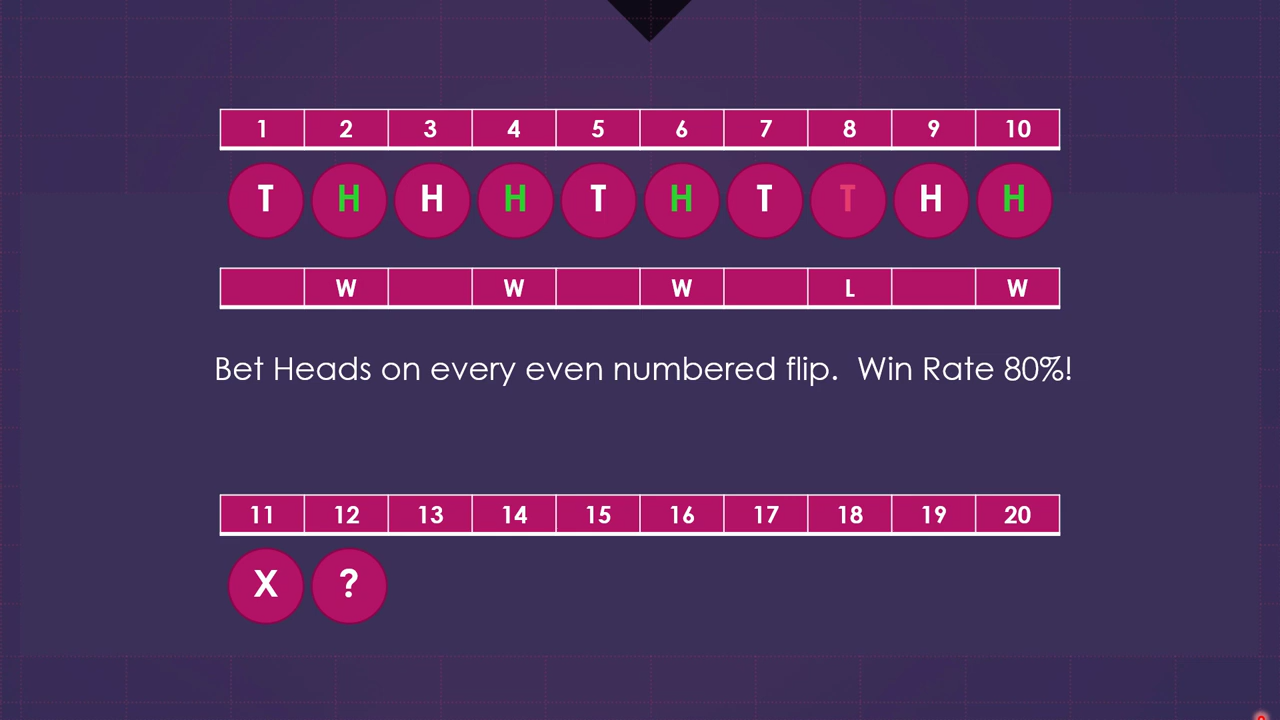 1 2 3 4 5 6 7 8 9 10
T H H H T H T T H H
W W W L W
Bet Heads on every even numbered flip. Win Rate 80%!
11 12 13 14 15 16 17 18 19 20
X ?